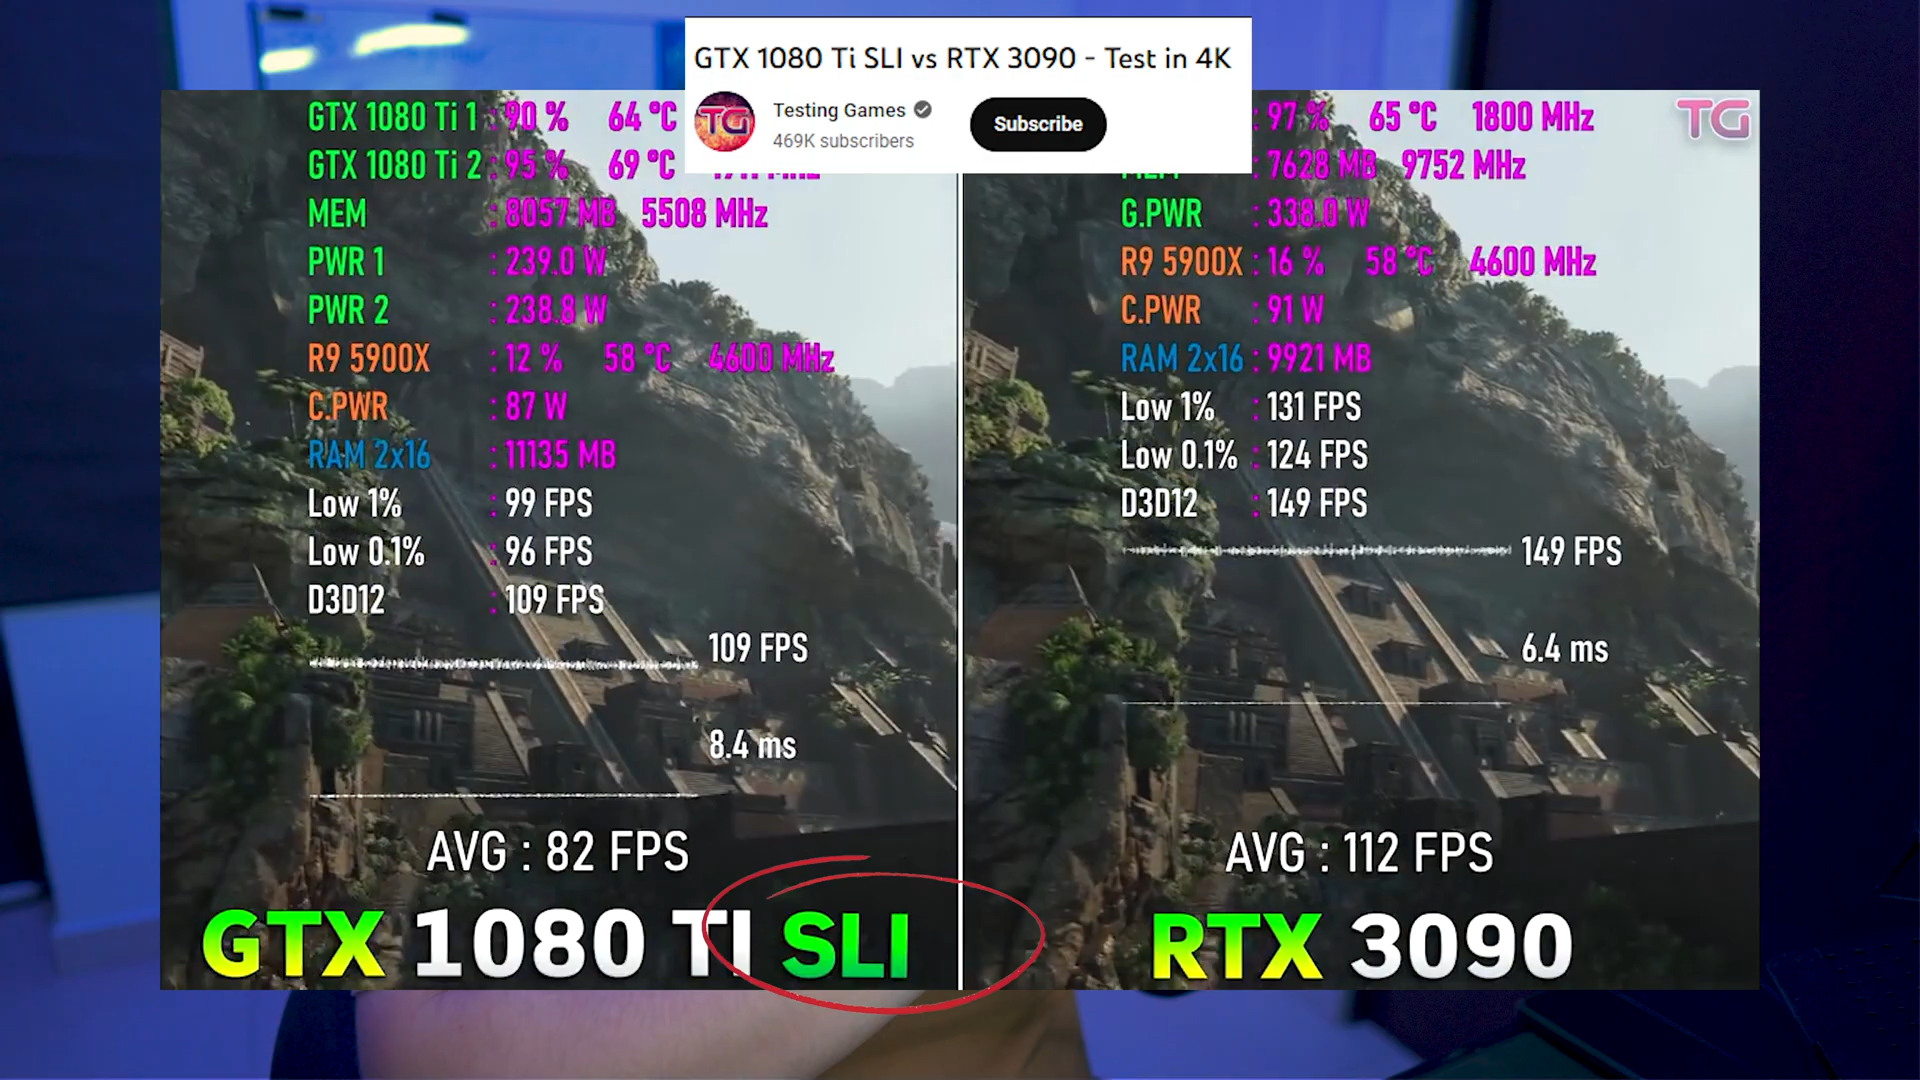 GTX 1080 Ti SLI vs RTX 3090 - Test in 4K
TG
Testing Games
469K subscribers
Subscribe
GTX 1080 Ti 1 : 90 % 64 °C
GTX 1080 Ti 2 : 95 % 69 °C
MEM : 8057 MB 5508 MHz
PWR 1 : 239.0 W
PWR 2 : 238.8 W
R9 5900X : 12 % 58 °C 4600 MHz
C.PWR : 87 W
RAM 2x16 : 11135 MB
Low 1% : 99 FPS
Low 0.1% : 96 FPS
D3D12 : 109 FPS
109 FPS
8.4 ms
AVG : 82 FPS
GTX 1080 TI SLI
: 97 % 65 °C 1800 MHz
TG
: 7628 MB 9752 MHz
G.PWR : 338.0 W
R9 5900X : 16 % 58 °C 4600 MHz
C.PWR : 91 W
RAM 2x16 : 9921 MB
Low 1% : 131 FPS
Low 0.1% : 124 FPS
D3D12 : 149 FPS
149 FPS
6.4 ms
AVG : 112 FPS
RTX 3090